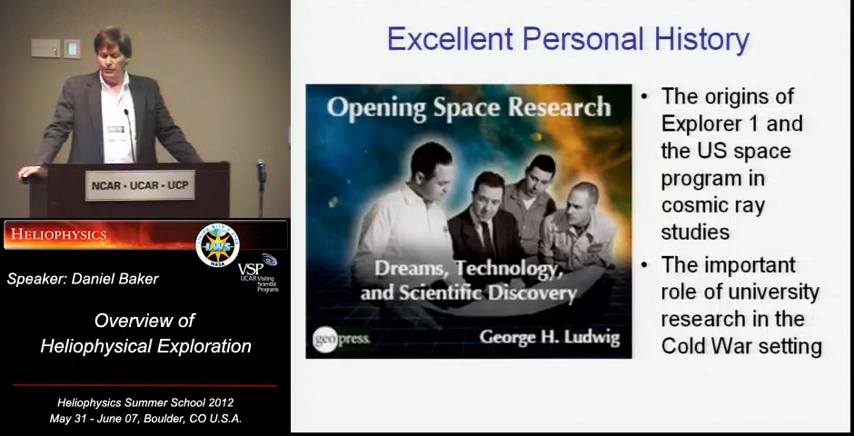 NCAR • UCAR • UCP
HELIOPHYSICS
LWS
NASA
VSP
UCAR Visiting
Scientist
Programs
Speaker: Daniel Baker
Overview of
Heliophysical Exploration
Heliophysics Summer School 2012
May 31 - June 07, Boulder, CO U.S.A.
Excellent Personal History
Opening Space Research
Dreams, Technology,
and Scientific Discovery
geopress
George H. Ludwig
• The origins of
Explorer 1 and
the US space
program in
cosmic ray
studies
• The important
role of university
research in the
Cold War setting